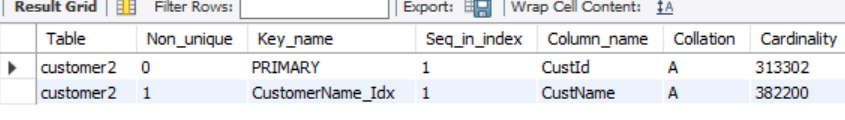 Result Grid Filter Rows: Export: Wrap Cell Content:
Table Non_unique Key_name Seq_in_index Column_name Collation Cardinality
customer2 0 PRIMARY 1 CustId A 313302
customer2 1 CustomerName_Idx 1 CustName A 382200